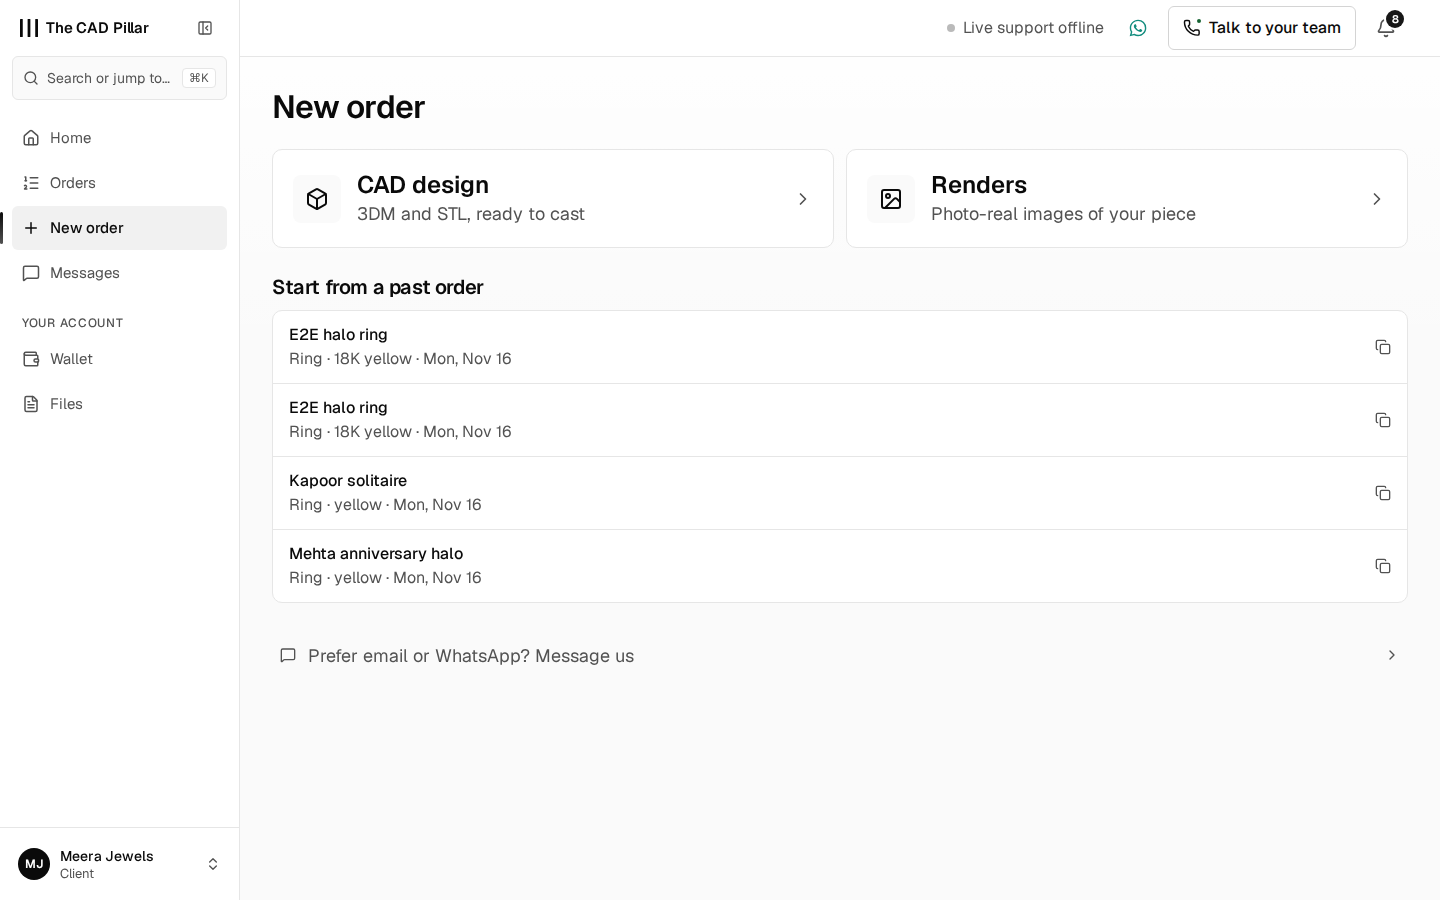 The CAD Pillar
Live support offline
Talk to your team
8
Search or jump to...
⌘K
Home
Orders
New order
Messages
YOUR ACCOUNT
Wallet
Files
New order
CAD design
3DM and STL, ready to cast
Renders
Photo-real images of your piece
Start from a past order
E2E halo ring
Ring · 18K yellow · Mon, Nov 16
E2E halo ring
Ring · 18K yellow · Mon, Nov 16
Kapoor solitaire
Ring · yellow · Mon, Nov 16
Mehta anniversary halo
Ring · yellow · Mon, Nov 16
Prefer email or WhatsApp? Message us
MJ
Meera Jewels
Client